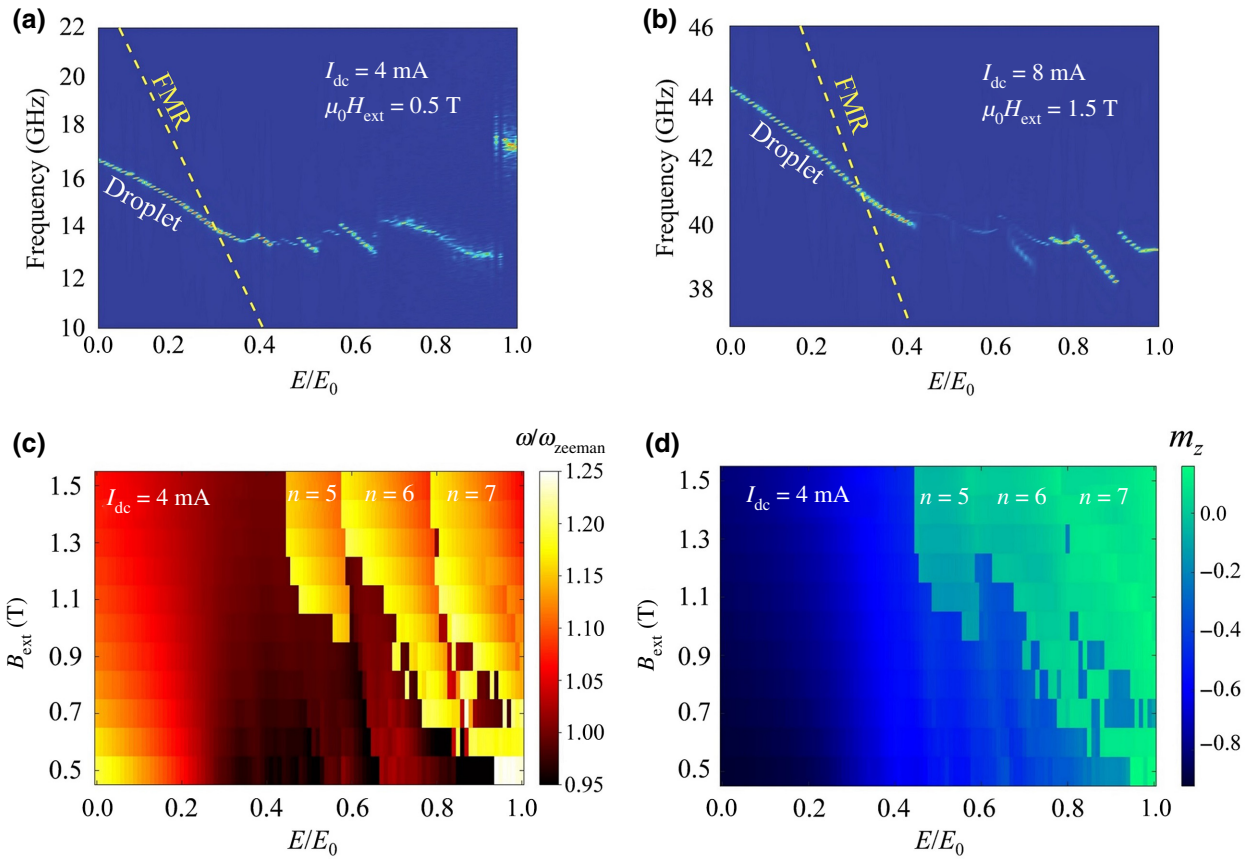 (a)
22
20
18
16
14
12
10
Frequency (GHz)
FMR
Droplet
I_dc = 4 mA
μ₀H_ext = 0.5 T
0.0 0.2 0.4 0.6 0.8 1.0
E/E₀
(b)
46
44
42
40
38
Frequency (GHz)
FMR
Droplet
I_dc = 8 mA
μ₀H_ext = 1.5 T
0.0 0.2 0.4 0.6 0.8 1.0
E/E₀
(c)
ω/ω_zeeman
1.5
1.3
1.1
0.9
0.7
0.5
B_ext (T)
I_dc = 4 mA
n = 5 n = 6 n = 7
0.0 0.2 0.4 0.6 0.8 1.0
E/E₀
1.25
1.20
1.15
1.10
1.05
1.00
0.95
(d)
m_z
1.5
1.3
1.1
0.9
0.7
0.5
B_ext (T)
I_dc = 4 mA
n = 5 n = 6 n = 7
0.0 0.2 0.4 0.6 0.8 1.0
E/E₀
0.0
−0.2
−0.4
−0.6
−0.8